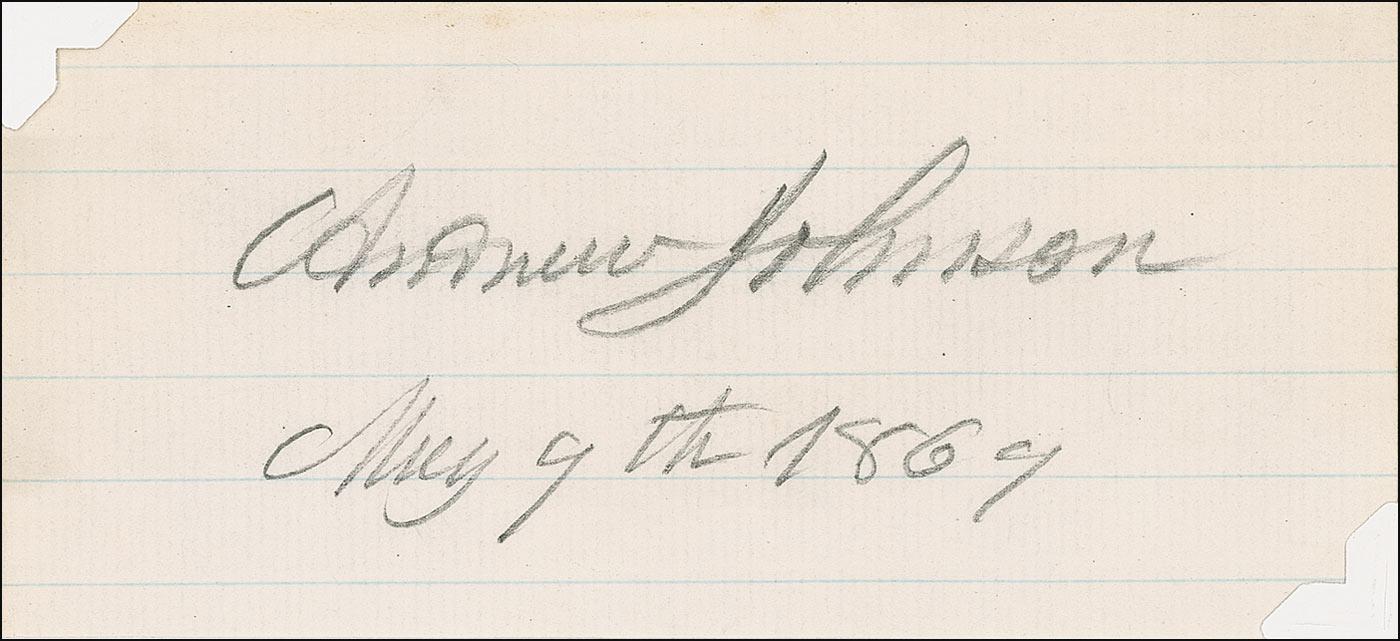 Andrew Johnson
May 9th 1869